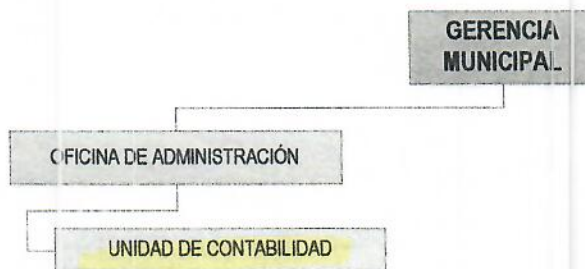 GERENCIA
MUNICIPAL
OFICINA DE ADMINISTRACIÓN
UNIDAD DE CONTABILIDAD